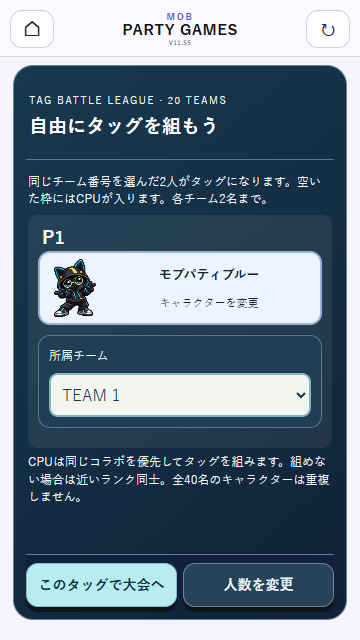 MOB
PARTY GAMES
V11.55
TAG BATTLE LEAGUE · 20 TEAMS
自由にタッグを組もう
同じチーム番号を選んだ2人がタッグになります。空い
た枠にはCPUが入ります。各チーム2名まで。
P1
モブパティブルー
キャラクターを変更
所属チーム
TEAM 1
CPUは同じコラボを優先してタッグを組みます。組めな
い場合は近いランク同士。全40名のキャラクターは重複
しません。
このタッグで大会へ
人数を変更